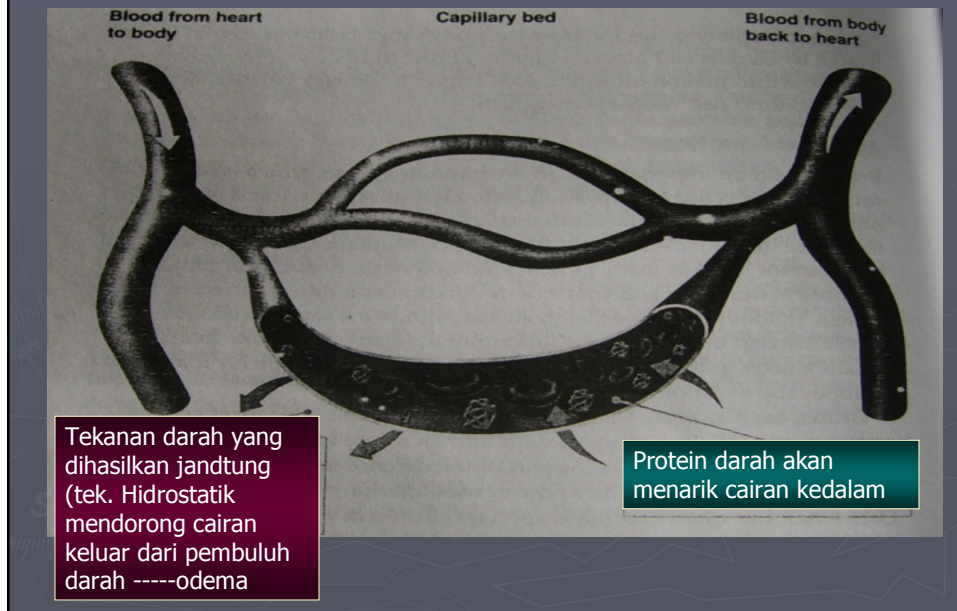 Blood from heart
to body
Capillary bed
Blood from body
back to heart
Tekanan darah yang
dihasilkan jandtung
(tek. Hidrostatik
mendorong cairan
keluar dari pembuluh
darah -----odema
Protein darah akan
menarik cairan kedalam